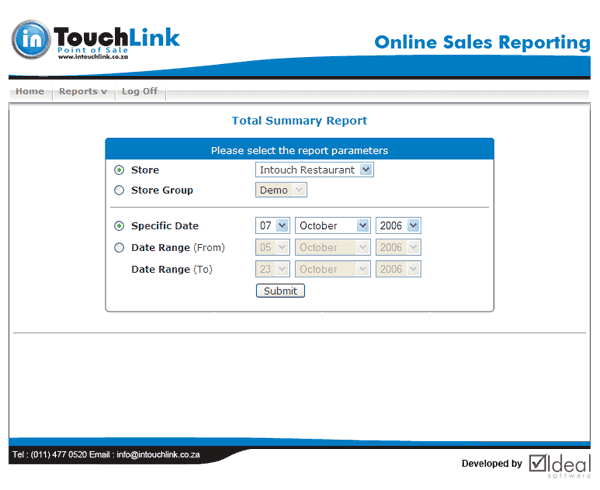 in TouchLink
Point of Sale
www.intouchlink.co.za
Online Sales Reporting
Home Reports v Log Off
Total Summary Report
Please select the report parameters
Store Intouch Restaurant
Store Group Demo
Specific Date 07 October 2006
Date Range (From) 05 October 2006
Date Range (To) 23 October 2006
Submit
Tel : (011) 477 0520 Email : info@intouchlink.co.za
Developed by Ideal
software